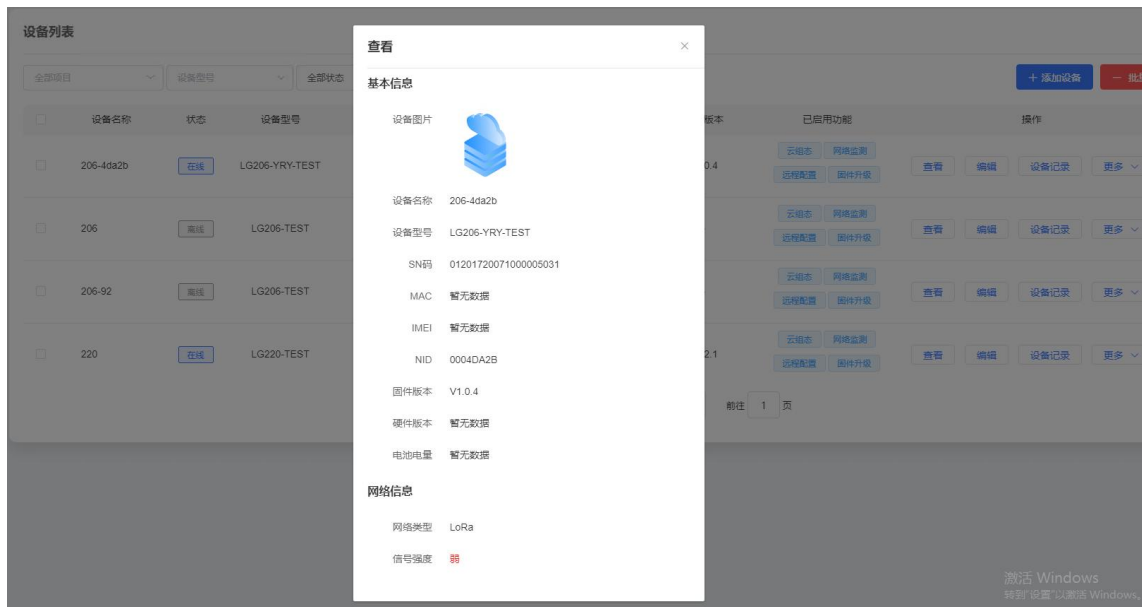 设备列表
全部项目 设备型号 全部状态 + 添加设备
设备名称 状态 设备型号 版本 已启用功能 操作
206-4da2b 在线 LG206-YRY-TEST 0.4 云组态 网络监测 远程配置 固件升级 查看 编辑 设备记录 更多
206 离线 LG206-TEST 云组态 网络监测 远程配置 固件升级 查看 编辑 设备记录 更多
206-92 离线 LG206-TEST 云组态 网络监测 远程配置 固件升级 查看 编辑 设备记录 更多
220 在线 LG220-TEST 2.1 云组态 网络监测 远程配置 固件升级 查看 编辑 设备记录 更多
前往 1 页
查看
基本信息
设备图片
设备名称 206-4da2b
设备型号 LG206-YRY-TEST
SN码 01201720071000005031
MAC 暂无数据
IMEI 暂无数据
NID 0004DA2B
固件版本 V1.0.4
硬件版本 暂无数据
电池电量 暂无数据
网络信息
网络类型 LoRa
信号强度 弱
激活 Windows
转到"设置"以激活 Windows。